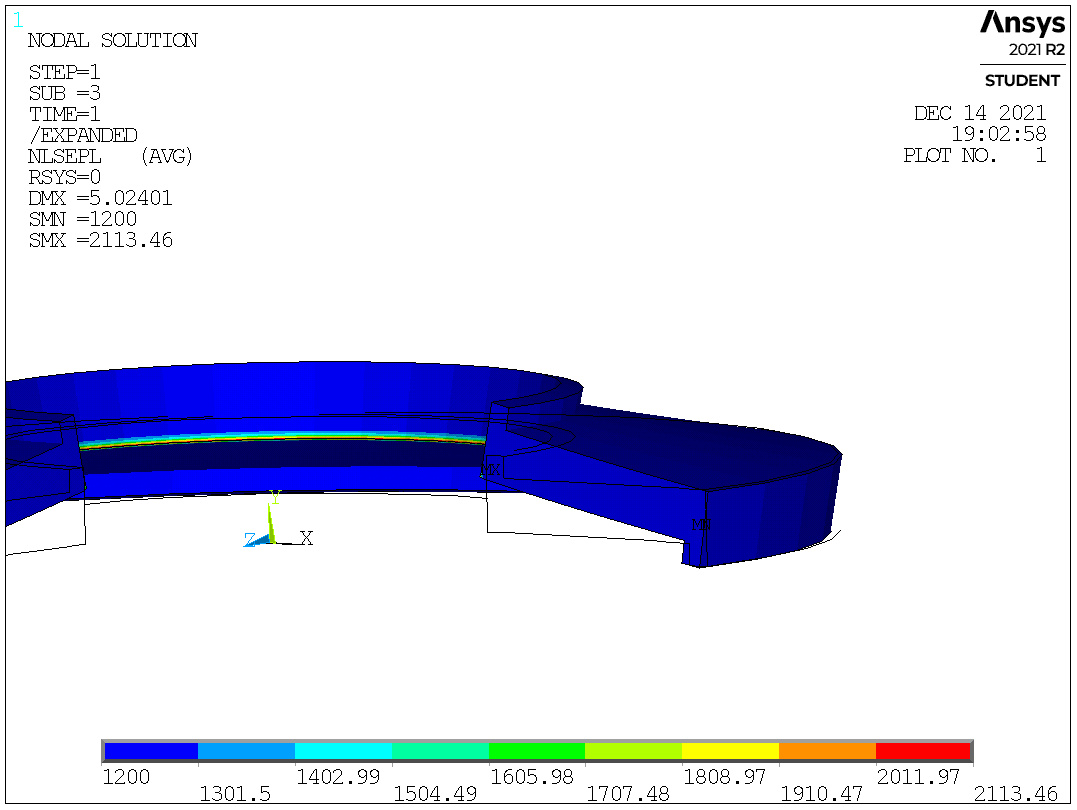 1
NODAL SOLUTION
STEP=1
SUB =3
TIME=1
/EXPANDED
NLSEPL (AVG)
RSYS=0
DMX =5.02401
SMN =1200
SMX =2113.46
Ansys
2021 R2
STUDENT
DEC 14 2021
19:02:58
PLOT NO. 1
MX
Y
Z X
1200 1402.99 1605.98 1808.97 2011.97
1301.5 1504.49 1707.48 1910.47 2113.46